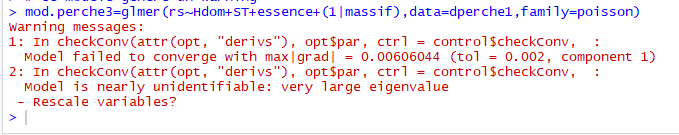 > mod.perche3=glmer(rs~Hdom+ST+essence+(1|massif),data=dperche1,family=poisson)
Warning messages:
1: In checkConv(attr(opt, "derivs"), opt$par, ctrl = control$checkConv,  :
  Model failed to converge with max|grad| = 0.00606044 (tol = 0.002, component 1)
2: In checkConv(attr(opt, "derivs"), opt$par, ctrl = control$checkConv,  :
  Model is nearly unidentifiable: very large eigenvalue
 - Rescale variables?
>